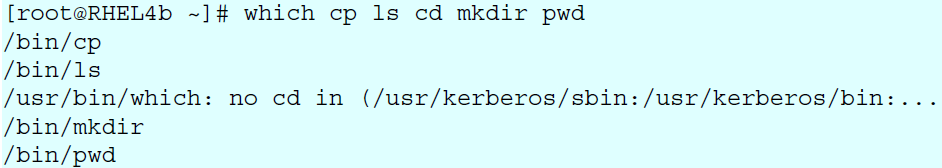 [root@RHEL4b ~]# which cp ls cd mkdir pwd
/bin/cp
/bin/ls
/usr/bin/which: no cd in (/usr/kerberos/sbin:/usr/kerberos/bin:...
/bin/mkdir
/bin/pwd